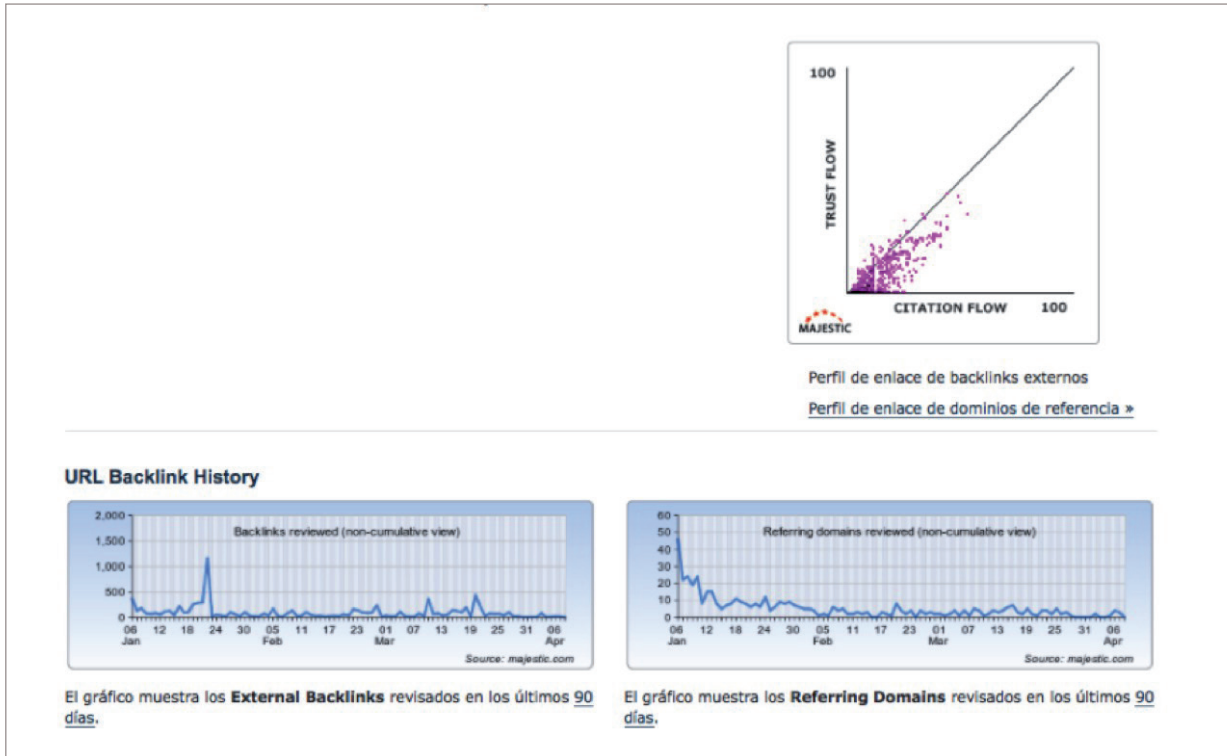 100
TRUST FLOW
CITATION FLOW 100
MAJESTIC
Perfil de enlace de backlinks externos
Perfil de enlace de dominios de referencia »
URL Backlink History
2,000
1,500
1,000
500
0
Backlinks reviewed (non-cumulative view)
06 12 18 24 30 05 11 17 23 01 07 13 19 25 31 06
Jan Feb Mar Apr
Source: majestic.com
El gráfico muestra los External Backlinks revisados en los últimos 90
días.
60
50
40
30
20
10
0
Referring domains reviewed (non-cumulative view)
06 12 18 24 30 05 11 17 23 01 07 13 19 25 31 06
Jan Feb Mar Apr
Source: majestic.com
El gráfico muestra los Referring Domains revisados en los últimos 90
días.